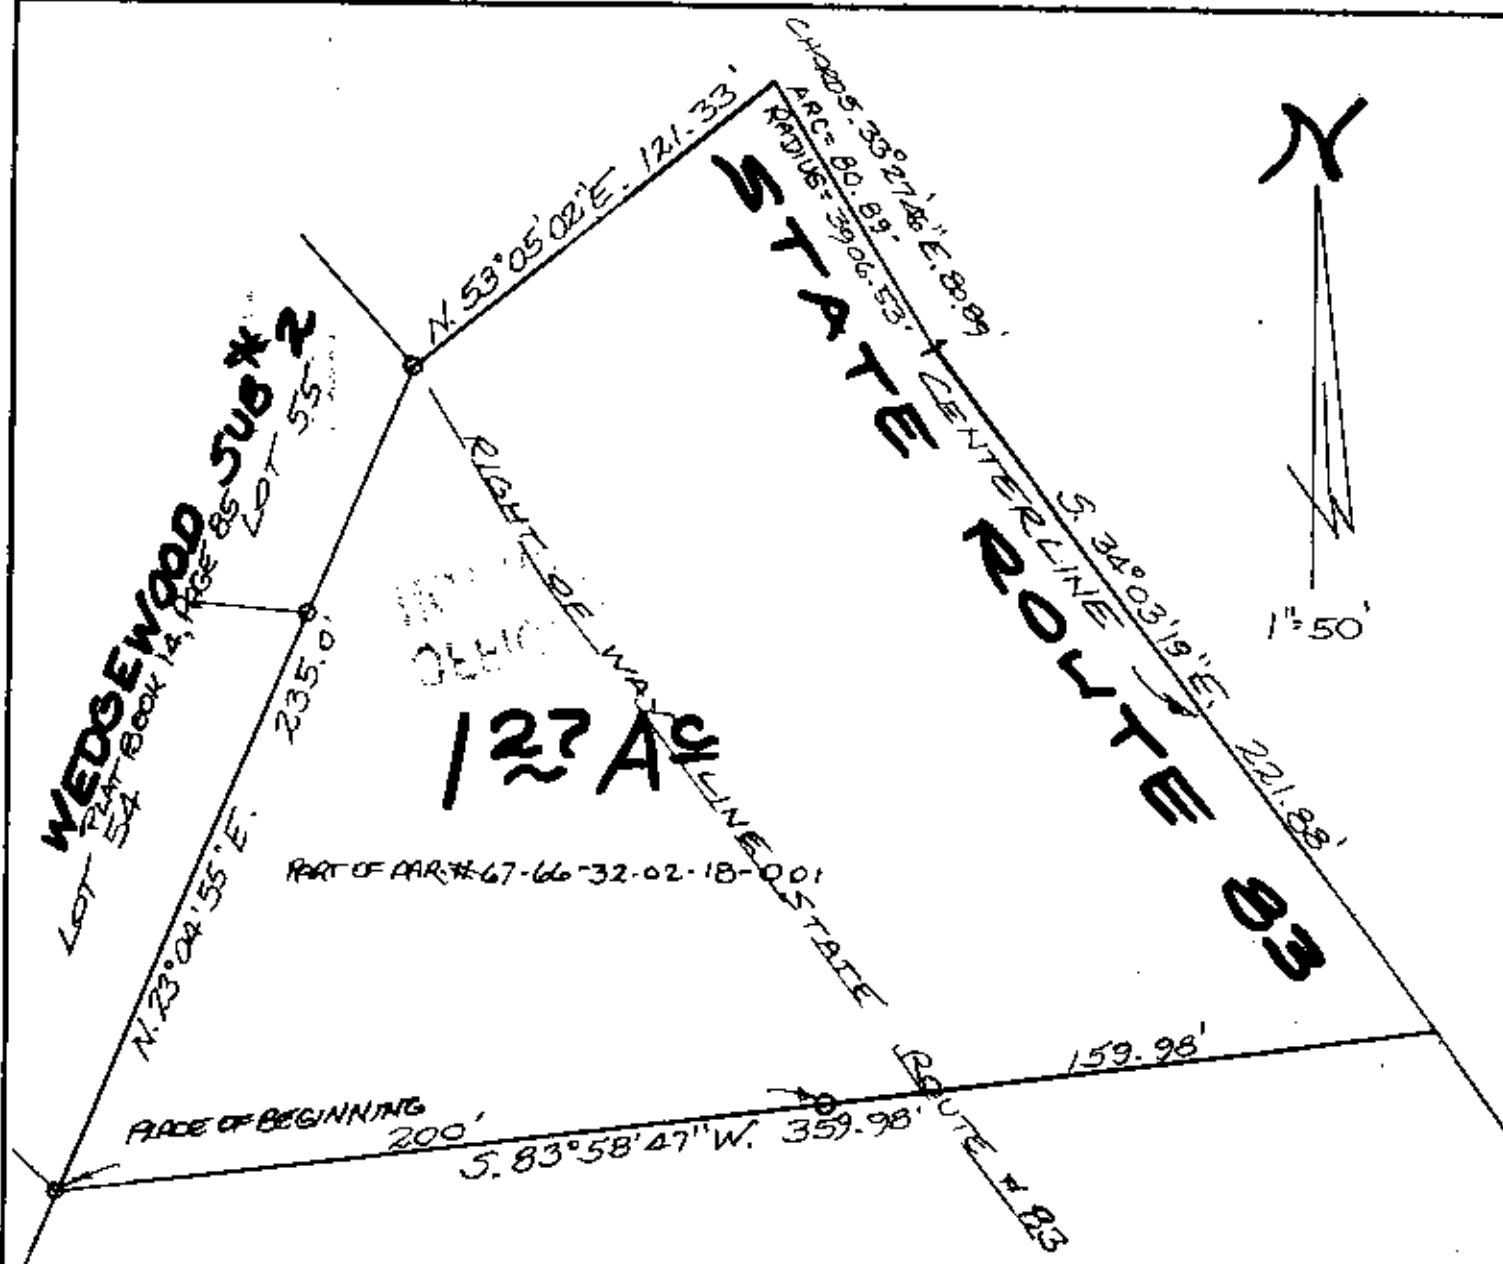 CHORD S. 33°27'46" E. 80.89'
ARC= 80.89'
RADIUS= 3906.53'
N. 53°05'02" E. 121.33'
N
STATE ROUTE 83
WEDGEWOOD SUB #2
PLAT BOOK 14, PAGE 85
LOT 55
LOT 54
RIGHT OF WAY LINE STATE ROUTE # 83
CENTERLINE
S. 34°03'19" E. 221.88'
1"=50'
N. 23°04'55" E. 235.0'
1.27 Ac
PART OF PAR.# 67-66-32-02-18-001
159.98'
PLACE OF BEGINNING
200'
S. 83°58'47" W. 359.98'